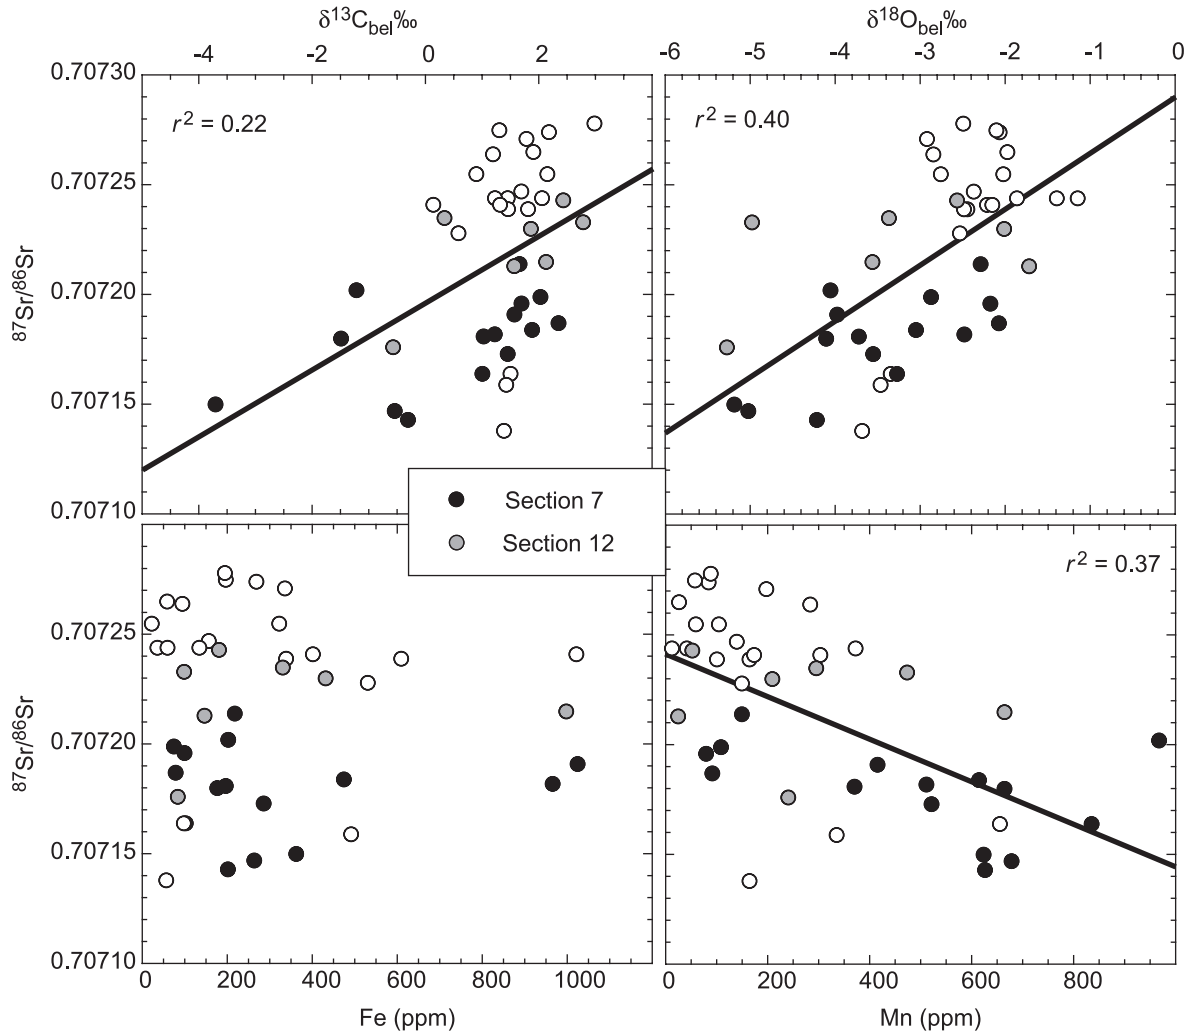 δ13Cbel‰
δ18Obel‰
-4 -2 0 2
-6 -5 -4 -3 -2 -1 0
0.70730
r2 = 0.22
r2 = 0.40
0.70725
87Sr/86Sr
0.70720
0.70715
0.70710
Section 7
Section 12
r2 = 0.37
0.70725
87Sr/86Sr
0.70720
0.70715
0.70710
0 200 400 600 800 1000
0 200 400 600 800
Fe (ppm)
Mn (ppm)